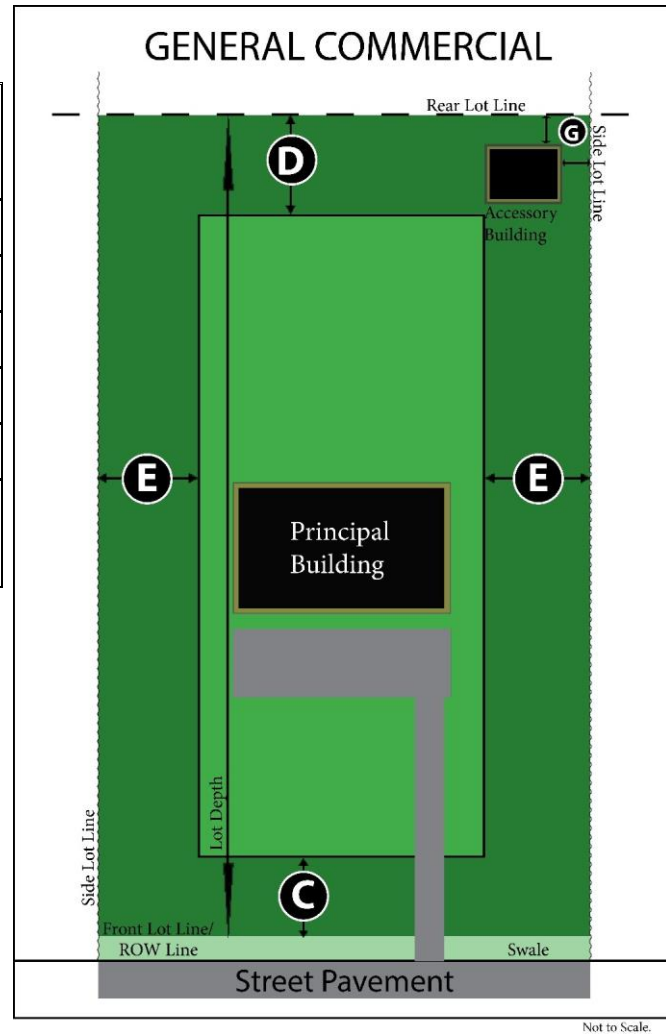 GENERAL COMMERCIAL
Rear Lot Line
G
D
Side Lot Line
Accessory
Building
E
E
Principal
Building
Lot Depth
Side Lot Line
C
Front Lot Line/
ROW Line
Swale
Street Pavement
Not to Scale.